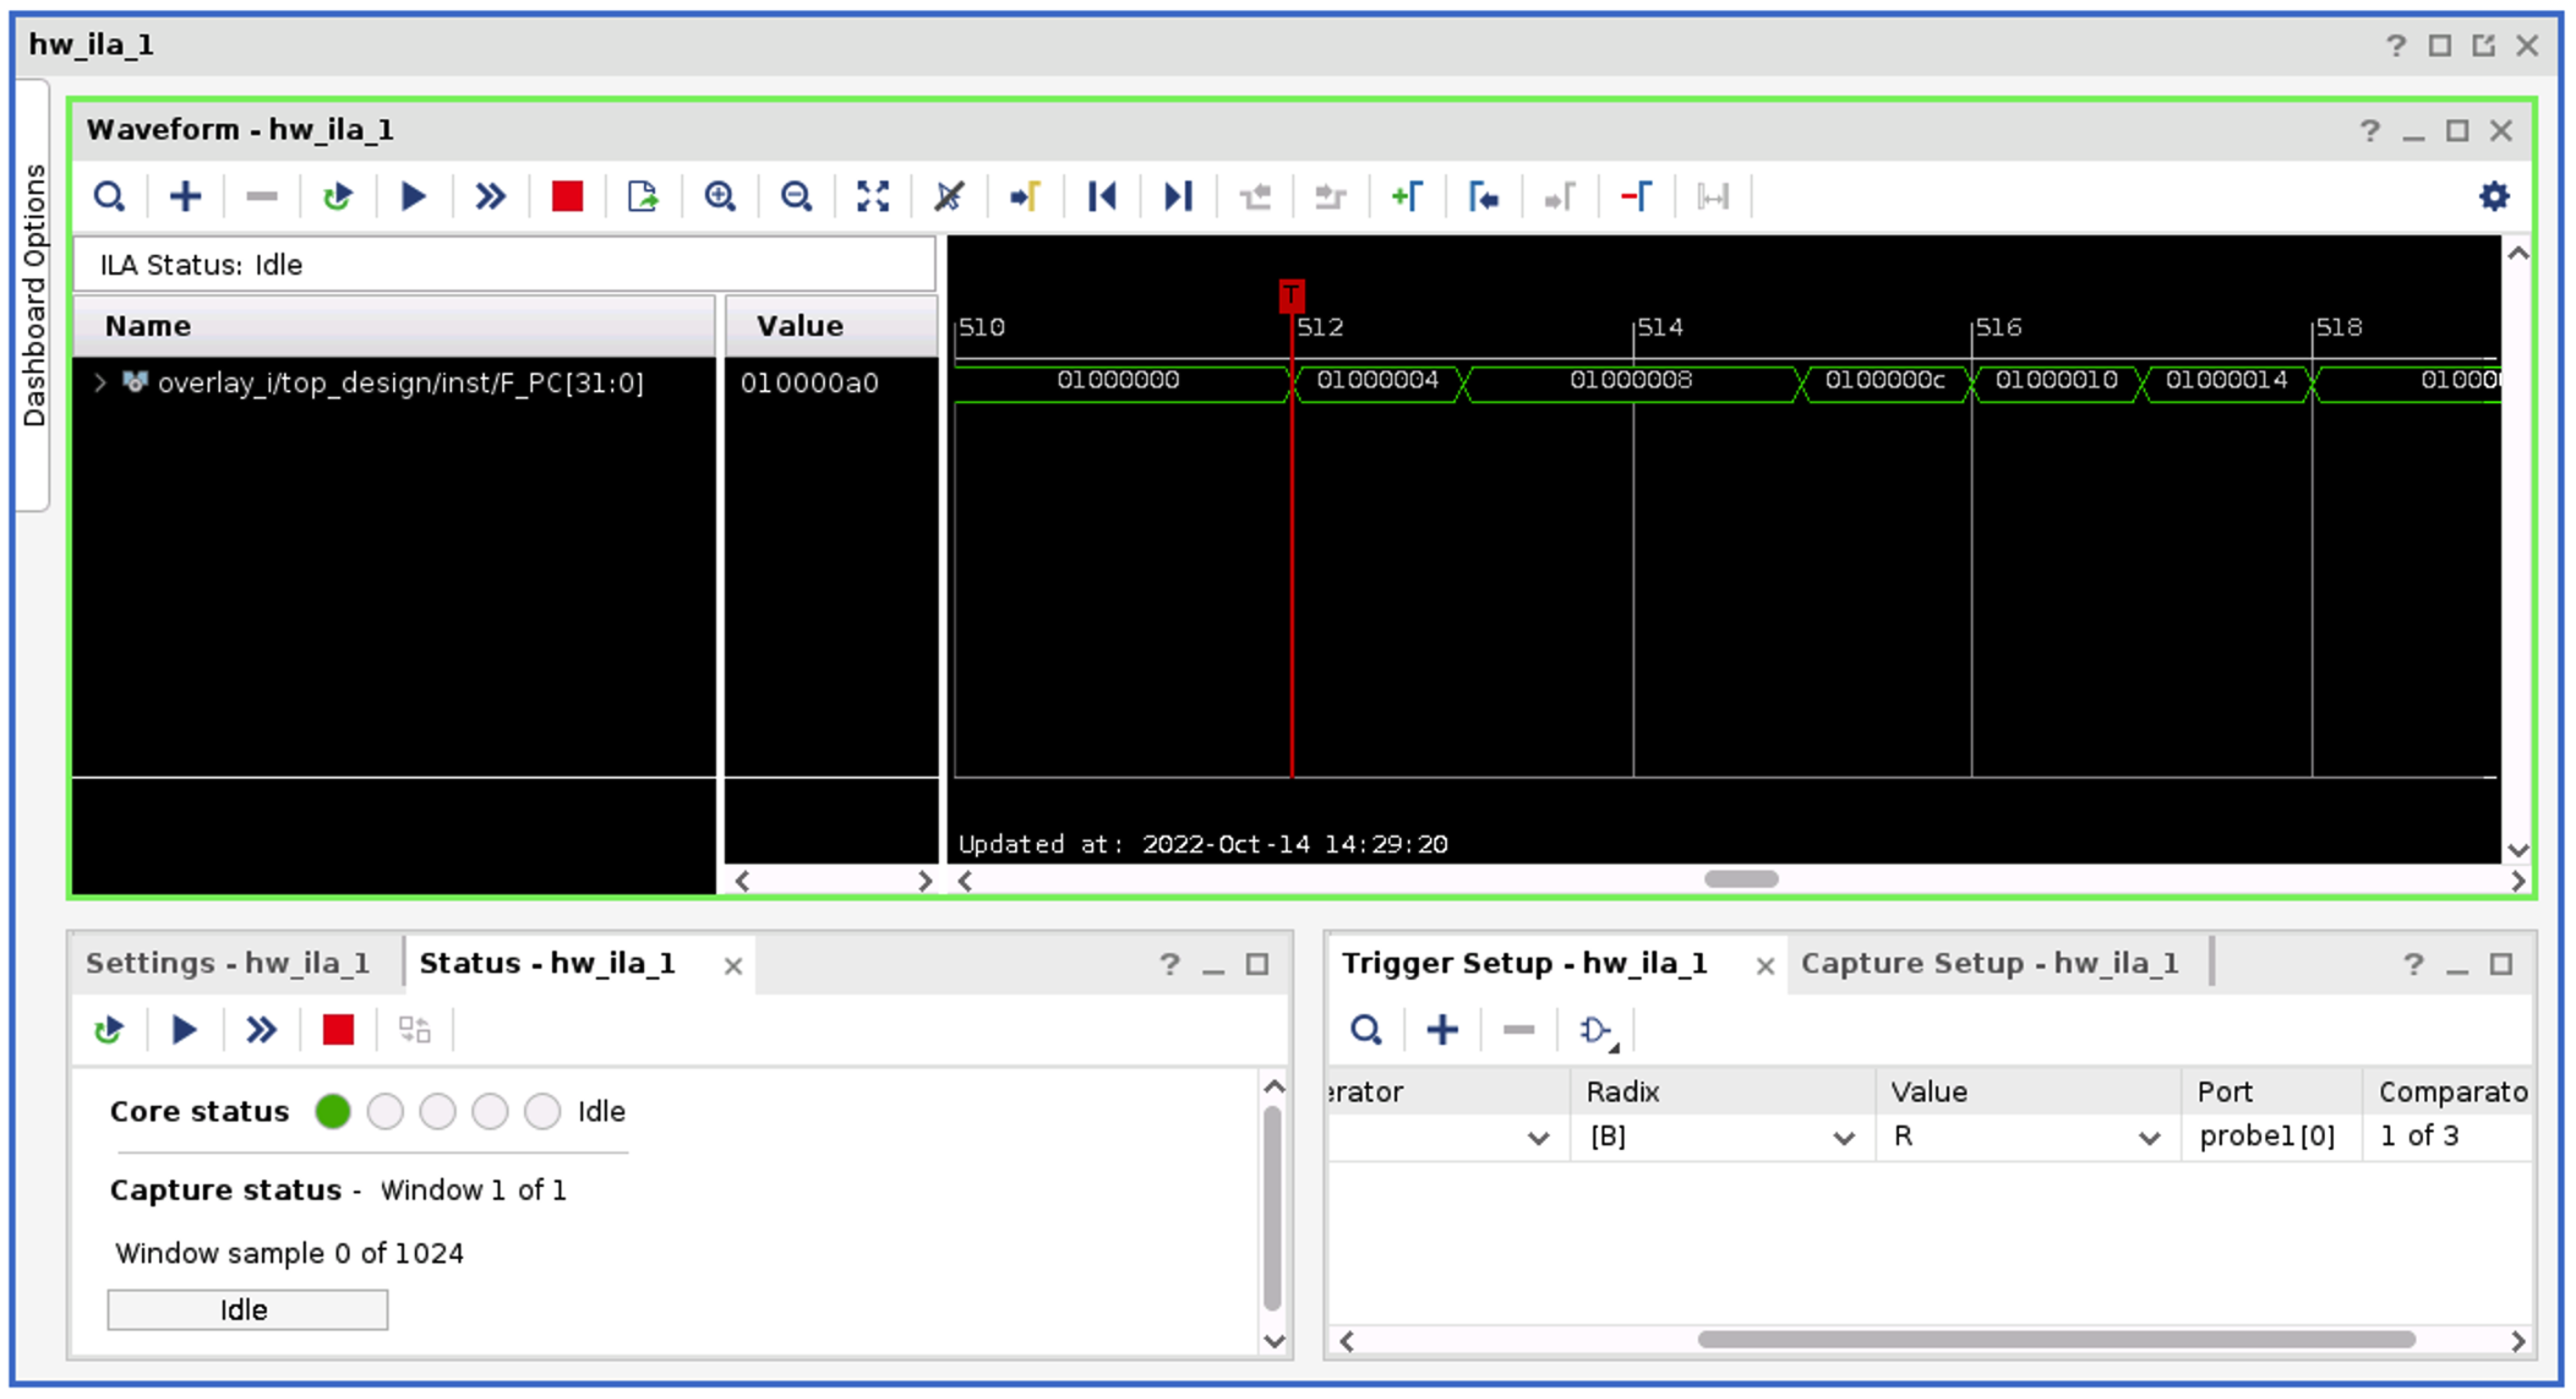 hw_ila_1
Dashboard Options
Waveform - hw_ila_1
ILA Status: Idle
Name Value
overlay_i/top_design/inst/F_PC[31:0] 010000a0
T
510 512 514 516 518
01000000 01000004 01000008 0100000c 01000010 01000014 01000
Updated at: 2022-Oct-14 14:29:20
Settings - hw_ila_1 Status - hw_ila_1
Core status Idle
Capture status - Window 1 of 1
Window sample 0 of 1024
Idle
Trigger Setup - hw_ila_1 Capture Setup - hw_ila_1
erator Radix Value Port Comparato
[B] R probe1[0] 1 of 3